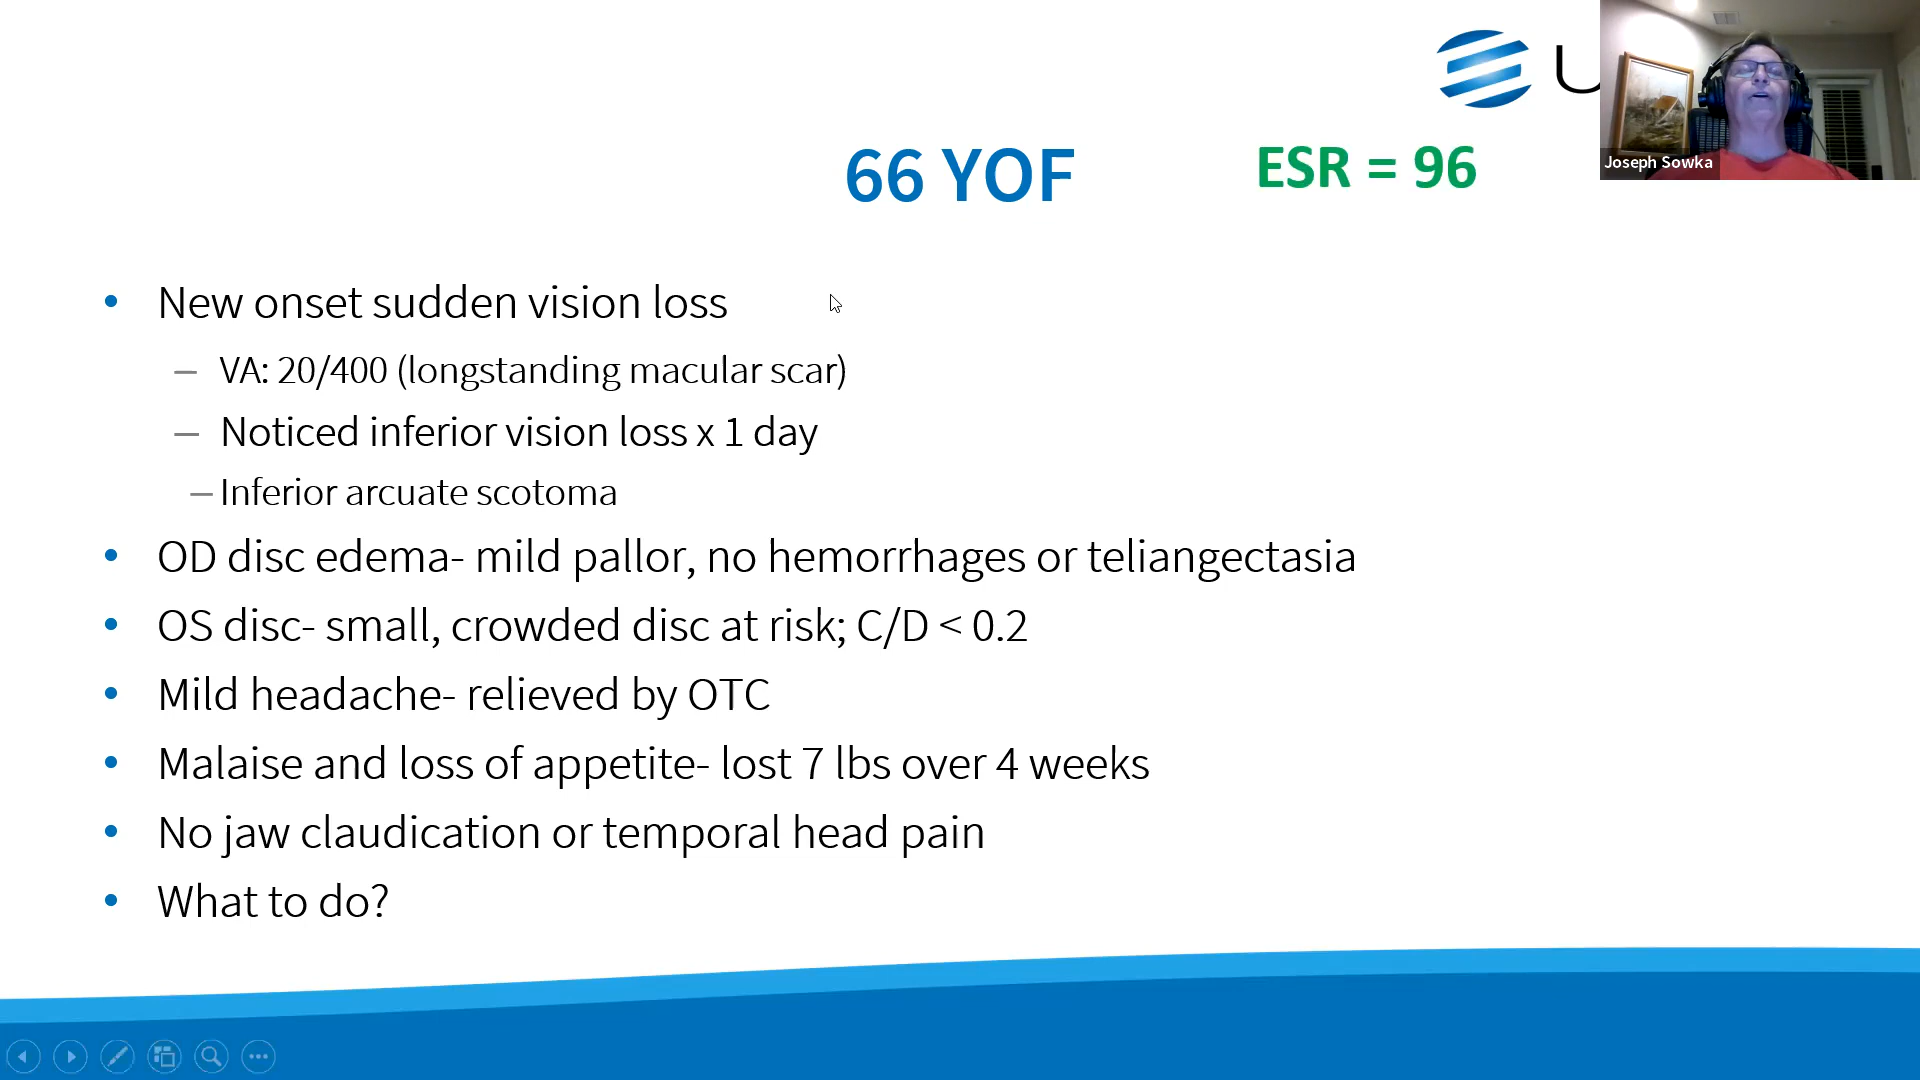 U
Joseph Sowka
66 YOF
ESR = 96
• New onset sudden vision loss
– VA: 20/400 (longstanding macular scar)
– Noticed inferior vision loss x 1 day
– Inferior arcuate scotoma
• OD disc edema- mild pallor, no hemorrhages or teliangectasia
• OS disc- small, crowded disc at risk; C/D < 0.2
• Mild headache- relieved by OTC
• Malaise and loss of appetite- lost 7 lbs over 4 weeks
• No jaw claudication or temporal head pain
• What to do?